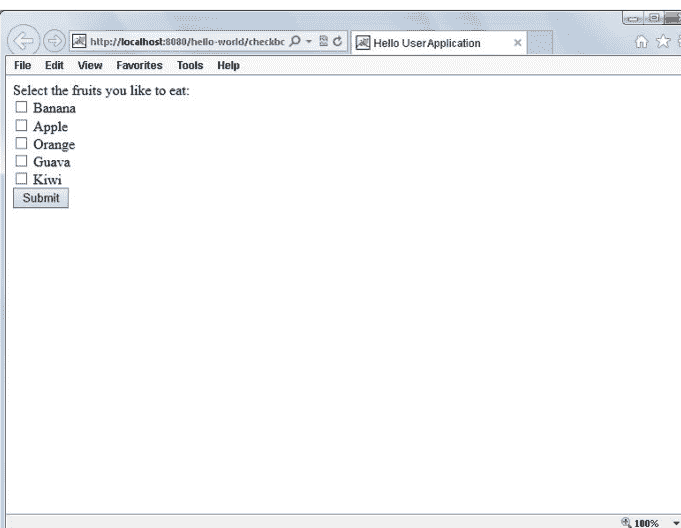 http://localhost:8080/hello-world/checkbc
Hello User Application
File Edit View Favorites Tools Help
Select the fruits you like to eat:
Banana
Apple
Orange
Guava
Kiwi
Submit
100%